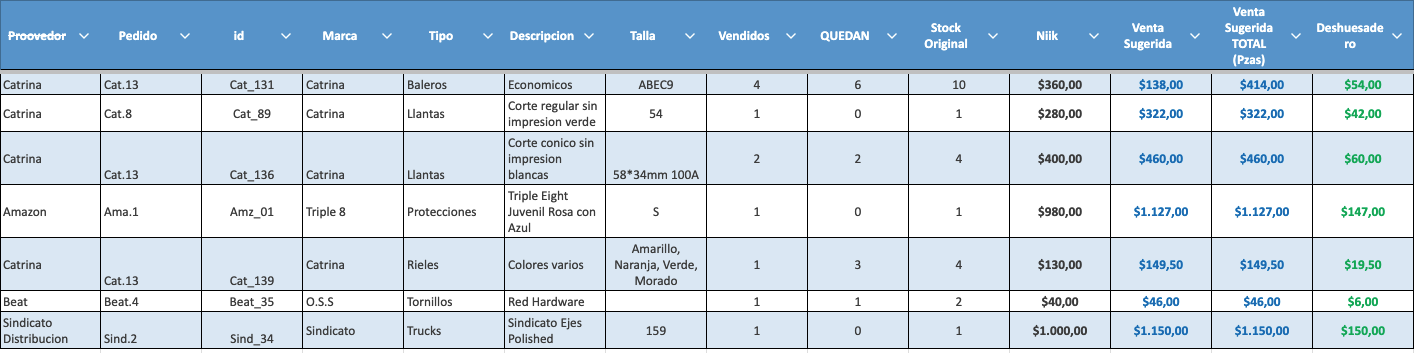 Proovedor Pedido id Marca Tipo Descripcion Talla Vendidos QUEDAN Stock Original Niik Venta Sugerida Venta Sugerida TOTAL (Pzas) Deshuesadero
Catrina Cat.13 Cat_131 Catrina Baleros Economicos ABEC9 4 6 10 $360,00 $138,00 $414,00 $54,00
Catrina Cat.8 Cat_89 Catrina Llantas Corte regular sin impresion verde 54 1 0 1 $280,00 $322,00 $322,00 $42,00
Catrina Cat.13 Cat_136 Catrina Llantas Corte conico sin impresion blancas 58*34mm 100A 2 2 4 $400,00 $460,00 $460,00 $60,00
Amazon Ama.1 Amz_01 Triple 8 Protecciones Triple Eight Juvenil Rosa con Azul S 1 0 1 $980,00 $1.127,00 $1.127,00 $147,00
Catrina Cat.13 Cat_139 Catrina Rieles Colores varios Amarillo, Naranja, Verde, Morado 1 3 4 $130,00 $149,50 $149,50 $19,50
Beat Beat.4 Beat_35 O.S.S Tornillos Red Hardware 1 1 2 $40,00 $46,00 $46,00 $6,00
Sindicato Distribucion Sind.2 Sind_34 Sindicato Trucks Sindicato Ejes Polished 159 1 0 1 $1.000,00 $1.150,00 $1.150,00 $150,00